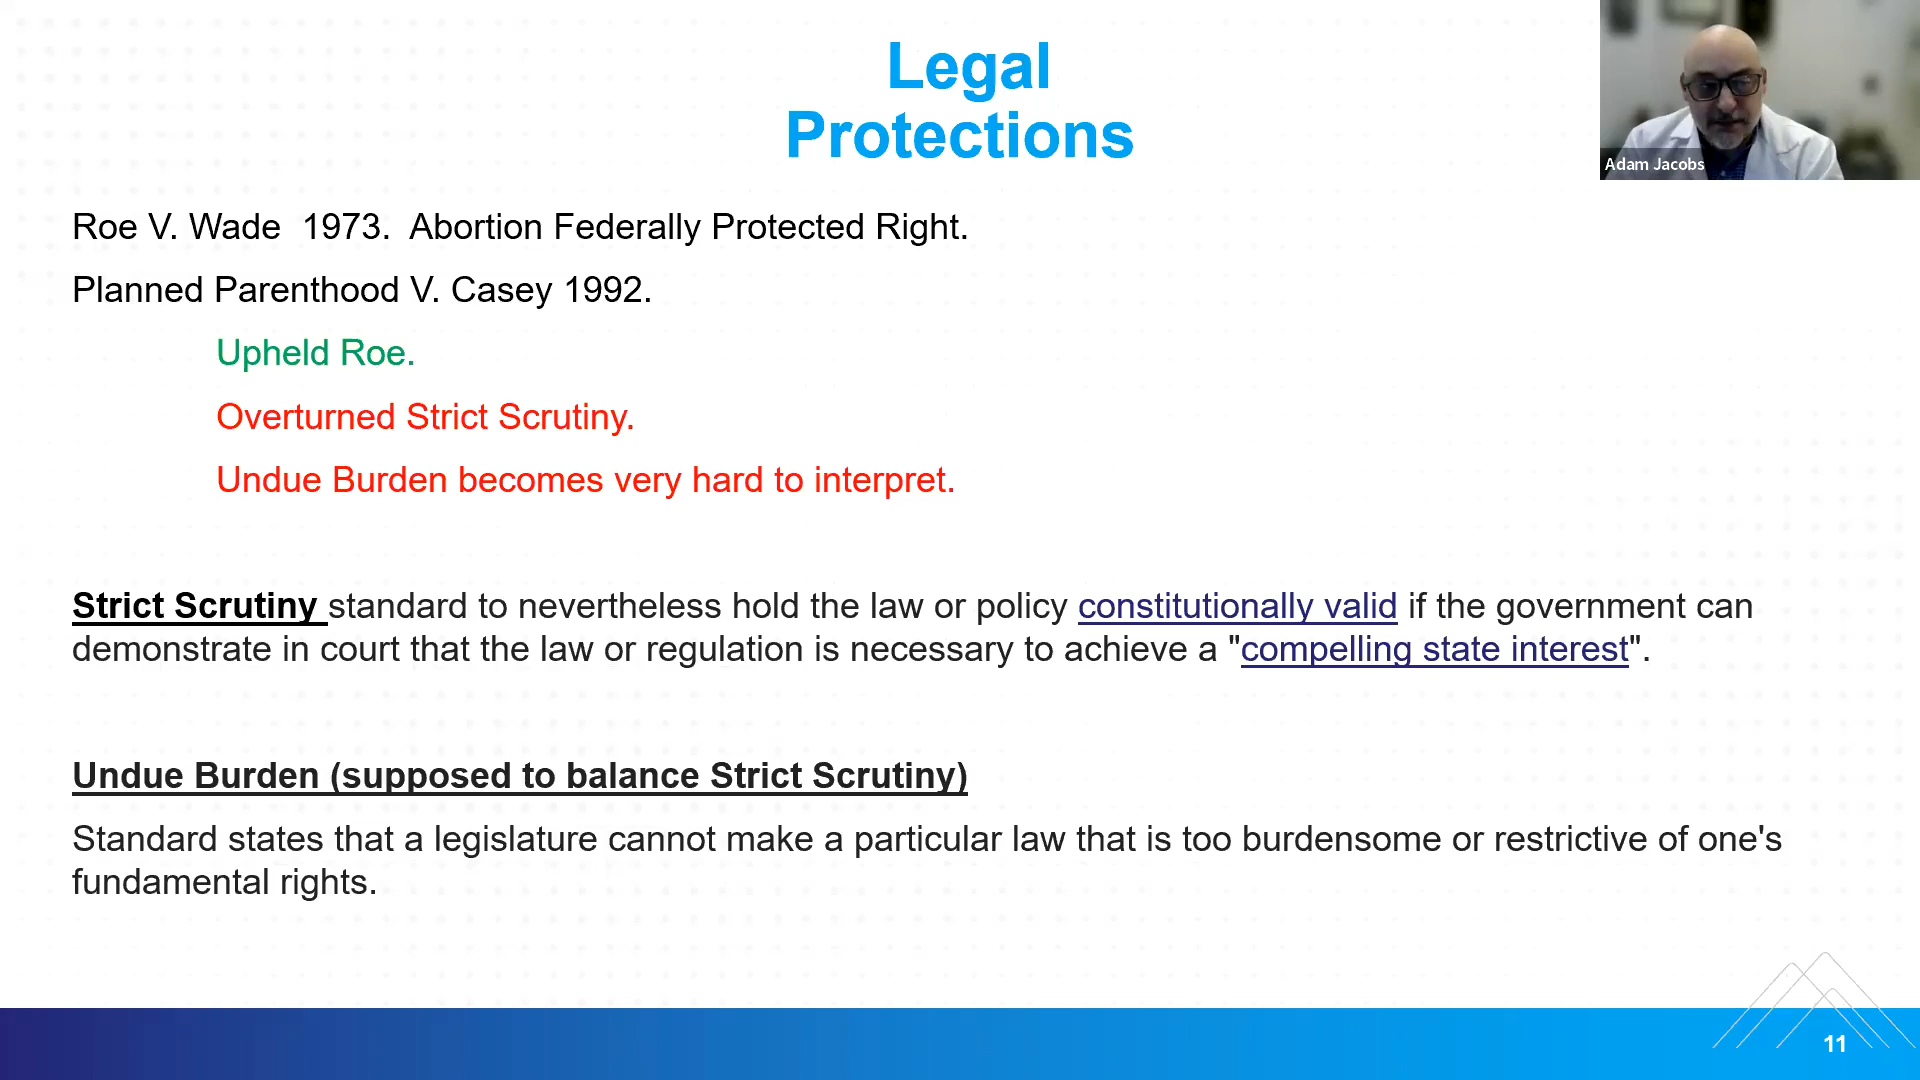 Legal
Protections
Adam Jacobs
Roe V. Wade  1973.  Abortion Federally Protected Right.
Planned Parenthood V. Casey 1992.
Upheld Roe.
Overturned Strict Scrutiny.
Undue Burden becomes very hard to interpret.
Strict Scrutiny standard to nevertheless hold the law or policy constitutionally valid if the government can
demonstrate in court that the law or regulation is necessary to achieve a "compelling state interest".
Undue Burden (supposed to balance Strict Scrutiny)
Standard states that a legislature cannot make a particular law that is too burdensome or restrictive of one's
fundamental rights.
11